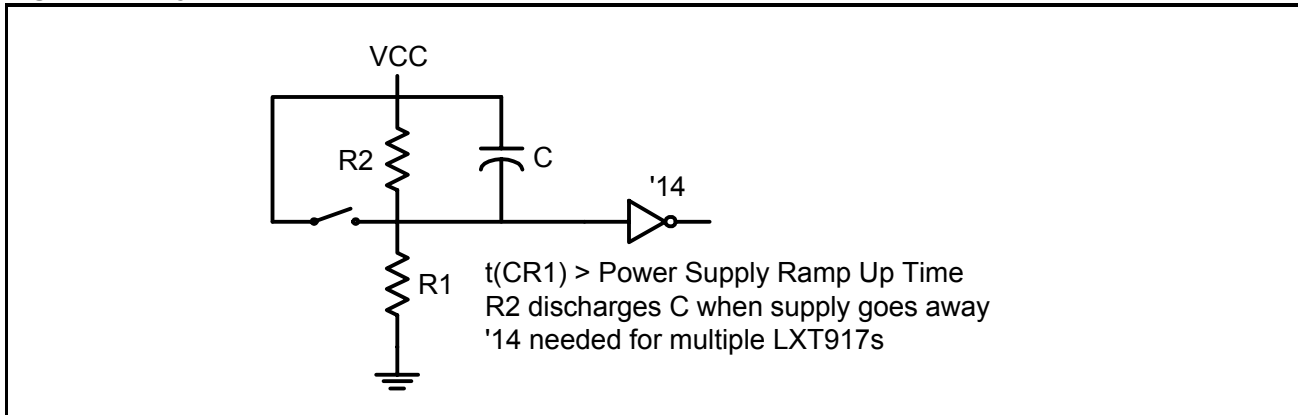 VCC
R2
C
'14
R1
t(CR1) > Power Supply Ramp Up Time
R2 discharges C when supply goes away
'14 needed for multiple LXT917s